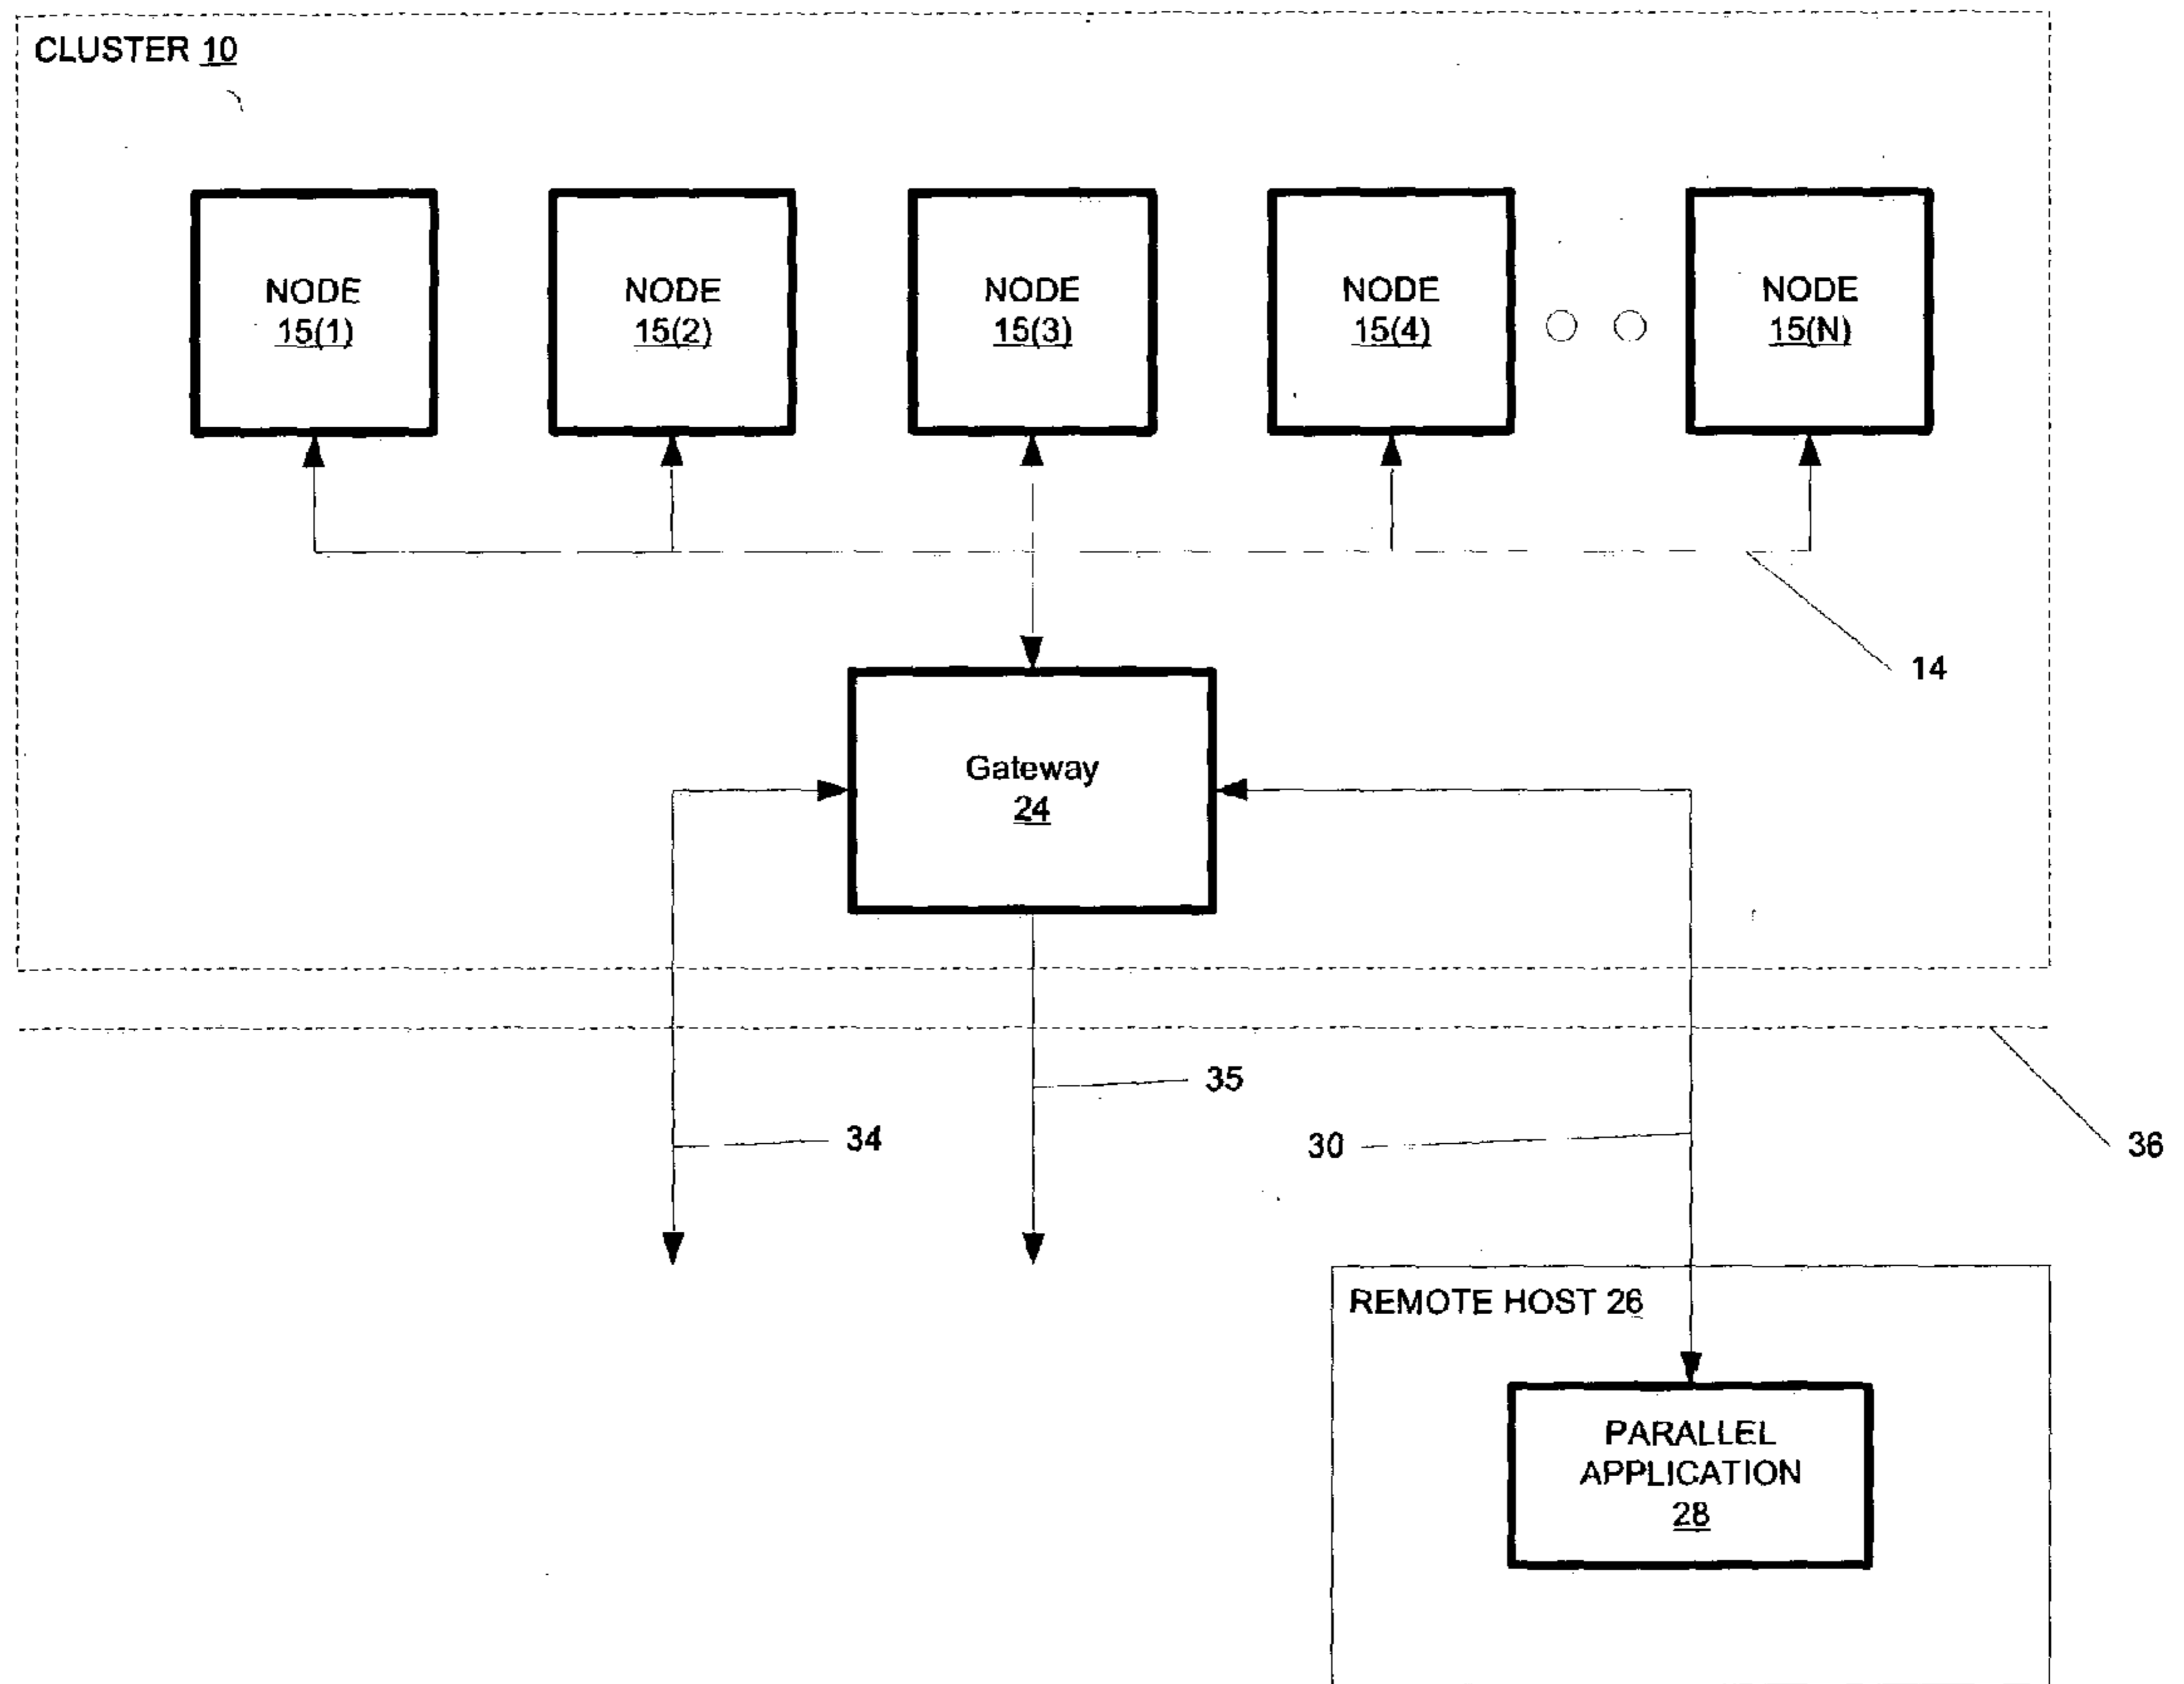 CLUSTER 10
NODE
15(1)
NODE
15(2)
NODE
15(3)
NODE
15(4)
NODE
15(N)
14
Gateway
24
35
34
30
36
REMOTE HOST 26
PARALLEL
APPLICATION
28